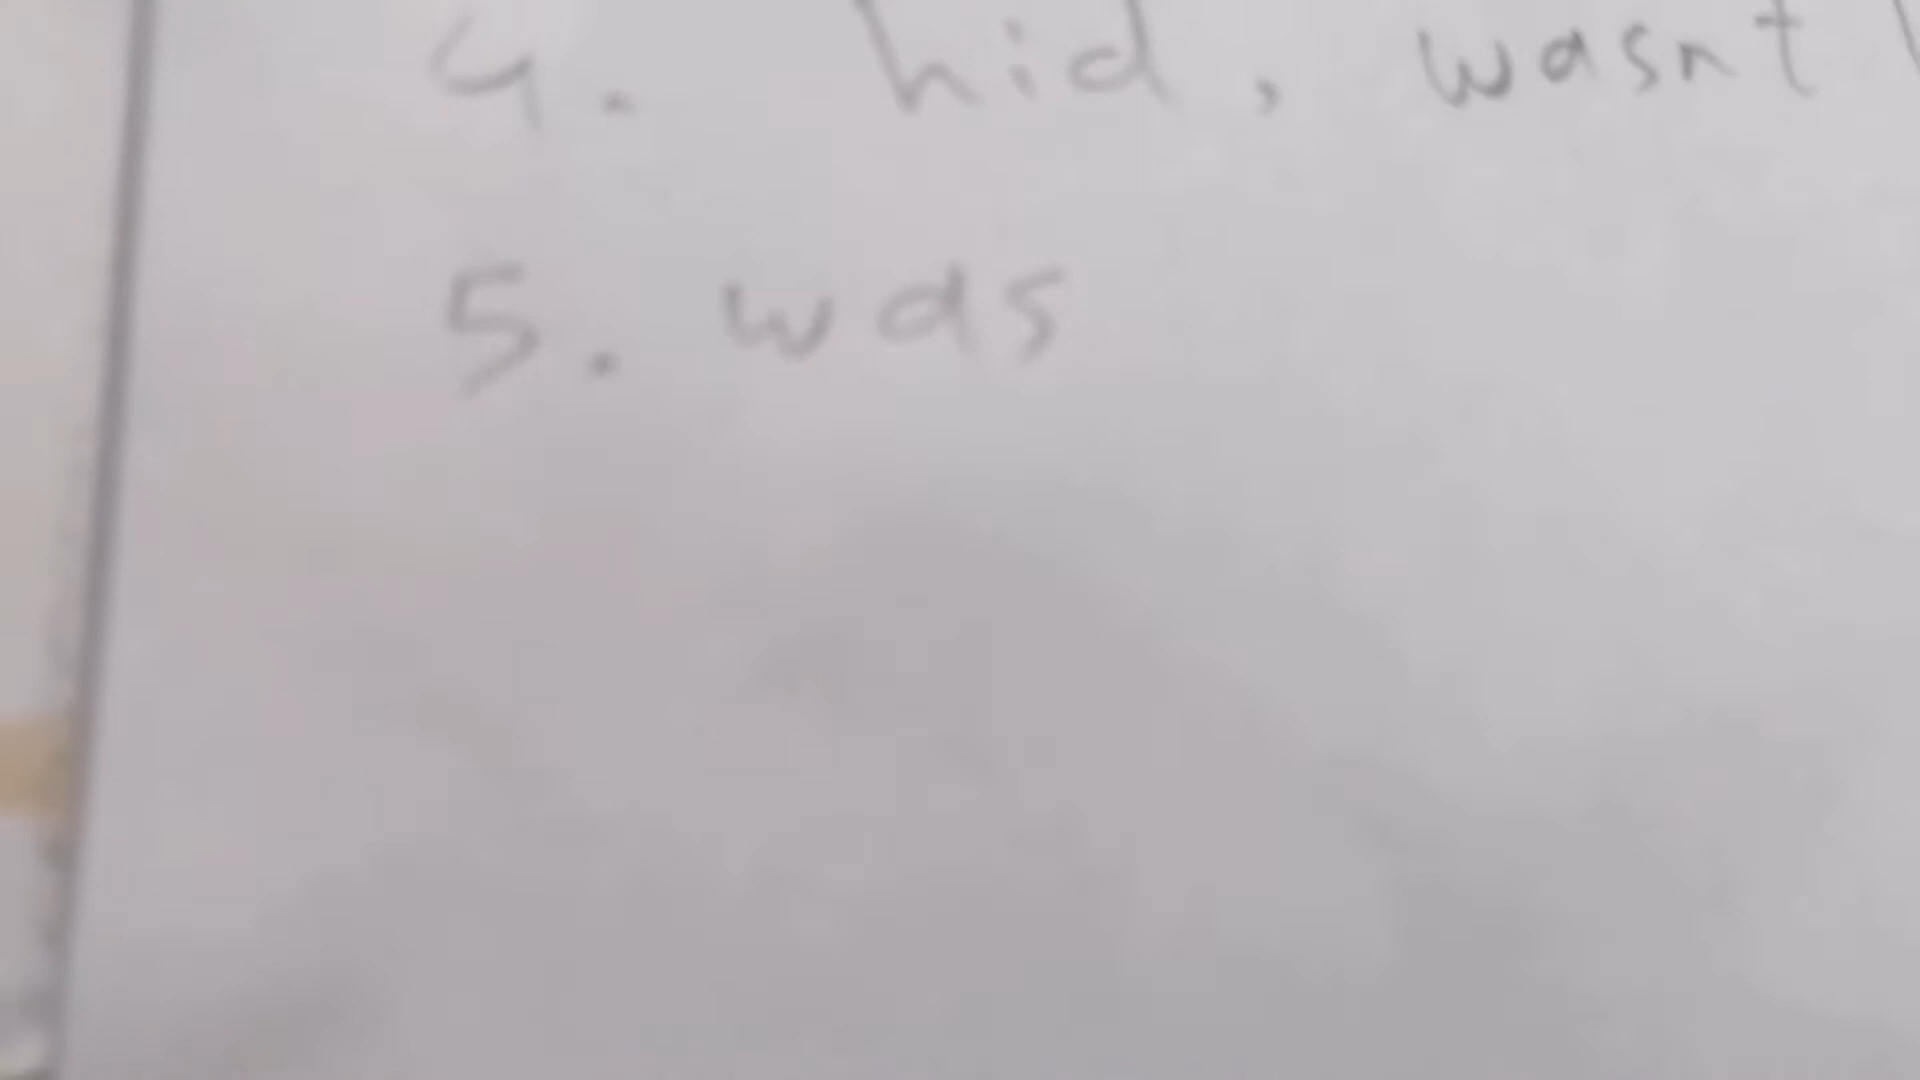 4. hid, wasnt
5. was